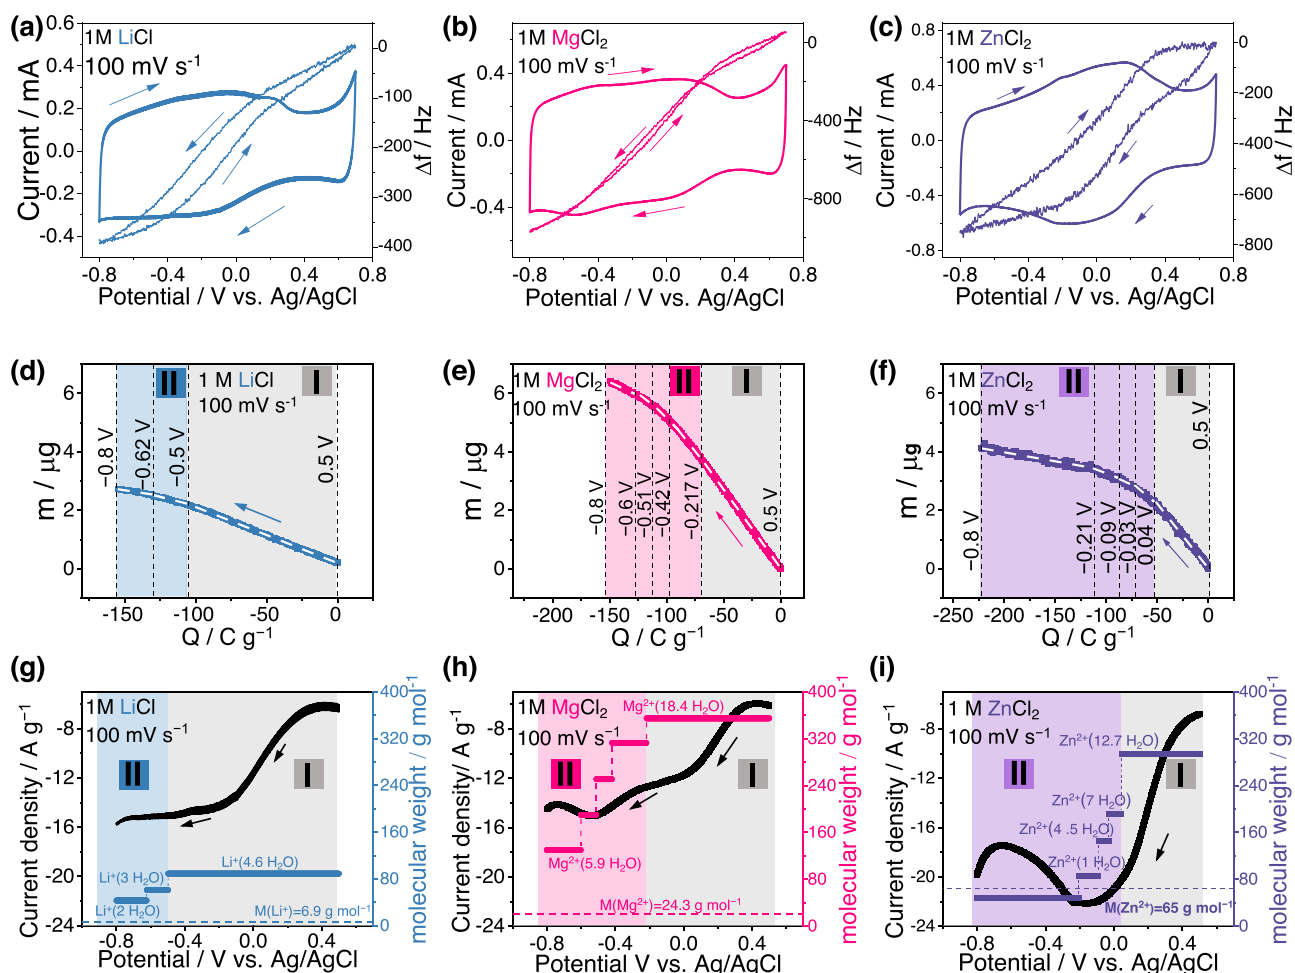 (a)
1M LiCl
100 mV s⁻¹
0.6
0.4
0.2
0.0
-0.2
-0.4
Current / mA
0
-100
-200
-300
-400
Δf / Hz
-0.8
-0.4
0.0
0.4
0.8
Potential / V vs. Ag/AgCl
(b)
1M MgCl₂
100 mV s⁻¹
0.4
0.0
-0.4
Current / mA
0
-400
-800
Δf / Hz
-0.8
-0.4
0.0
0.4
0.8
Potential / V vs. Ag/AgCl
(c)
1M ZnCl₂
100 mV s⁻¹
0.8
0.4
0.0
-0.4
-0.8
Current / mA
0
-200
-400
-600
-800
Δf / Hz
-0.8
-0.4
0.0
0.4
0.8
Potential / V vs. Ag/AgCl
(d)
II
1 M LiCl
100 mV s⁻¹
I
6
4
2
0
m / µg
−0.8 V
−0.62 V
−0.5 V
0.5 V
-150
-100
-50
0
Q / C g⁻¹
(e)
1M MgCl₂
100 mV s⁻¹
II
I
6
4
2
0
m / µg
−0.8 V
−0.6 V
−0.51 V
−0.42 V
−0.217 V
0.5 V
-200
-150
-100
-50
0
Q / C g⁻¹
(f)
1M ZnCl₂
100 mV s⁻¹
II
I
6
4
2
0
m / µg
−0.8 V
−0.21 V
−0.09 V
−0.03 V
0.04 V
0.5 V
-250
-200
-150
-100
-50
0
Q / C g⁻¹
(g)
1M LiCl
100 mV s⁻¹
II
I
-8
-12
-16
-20
-24
Current density/ A g⁻¹
Li⁺(4.6 H₂O)
Li⁺(3 H₂O)
Li⁺(2 H₂O)
M(Li⁺)=6.9 g mol⁻¹
400
320
240
160
80
0
molecular weight / g mol⁻¹
-0.8
-0.4
0.0
0.4
Potential / V vs. Ag/AgCl
(h)
1M MgCl₂
100 mV s⁻¹
II
I
-8
-12
-16
-20
-24
Current density/ A g⁻¹
Mg²⁺(18.4 H₂O)
Mg²⁺(5.9 H₂O)
M(Mg²⁺)=24.3 g mol⁻¹
400
320
240
160
80
0
molecular weight / g mol⁻¹
-0.8
-0.4
0.0
0.4
Potential V vs. Ag/AgCl
(i)
1 M ZnCl₂
100 mV s⁻¹
II
I
-8
-12
-16
-20
-24
Current density / A g⁻¹
Zn²⁺(12.7 H₂O)
Zn²⁺(7 H₂O)
Zn²⁺(4 .5 H₂O)
Zn²⁺(1 H₂O)
M(Zn²⁺)=65 g mol⁻¹
400
320
240
160
80
0
molecular weight / g mol⁻¹
-0.8
-0.4
0.0
0.4
Potential / V vs. Ag/AgCl